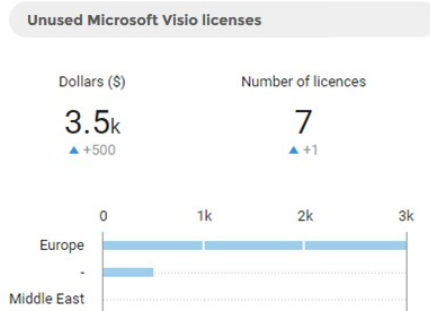 Unused Microsoft Visio licenses
Dollars ($) Number of licences
3.5k 7
▲ +500 ▲ +1
0 1k 2k 3k
Europe
-
Middle East